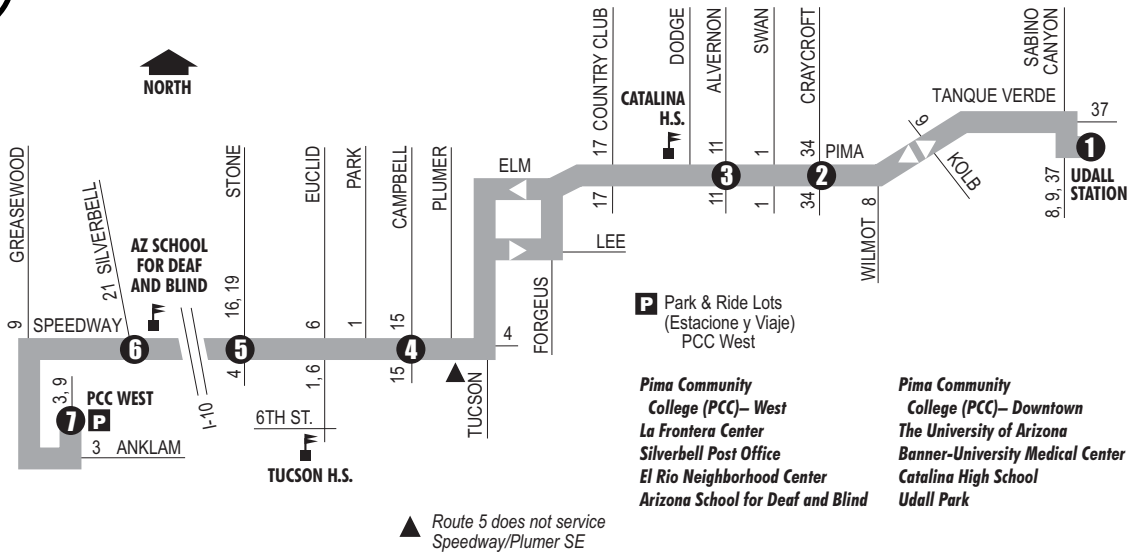 NORTH
GREASEWOOD
9
21 SILVERBELL
SPEEDWAY
AZ SCHOOL
FOR DEAF
AND BLIND
6
I-10
STONE
16, 19
5
4
EUCLID
6
1, 6
6TH ST.
TUCSON H.S.
PARK
1
CAMPBELL
15
4
15
PLUMER
4
TUCSON
7
3, 9
PCC WEST
P
3 ANKLAM
ELM
LEE
FORGEUS
COUNTRY CLUB
17
17
CATALINA
H.S.
DODGE
ALVERNON
11
3
11
SWAN
1
1
CRAYCROFT
34
2
34
PIMA
WILMOT 8
9
KOLB
TANQUE VERDE
SABINO
CANYON
37
1
UDALL
STATION
8, 9, 37
P Park & Ride Lots
(Estacione y Viaje)
PCC West
Pima Community
College (PCC)– West
La Frontera Center
Silverbell Post Office
El Rio Neighborhood Center
Arizona School for Deaf and Blind
Pima Community
College (PCC)– Downtown
The University of Arizona
Banner-University Medical Center
Catalina High School
Udall Park
Route 5 does not service
Speedway/Plumer SE